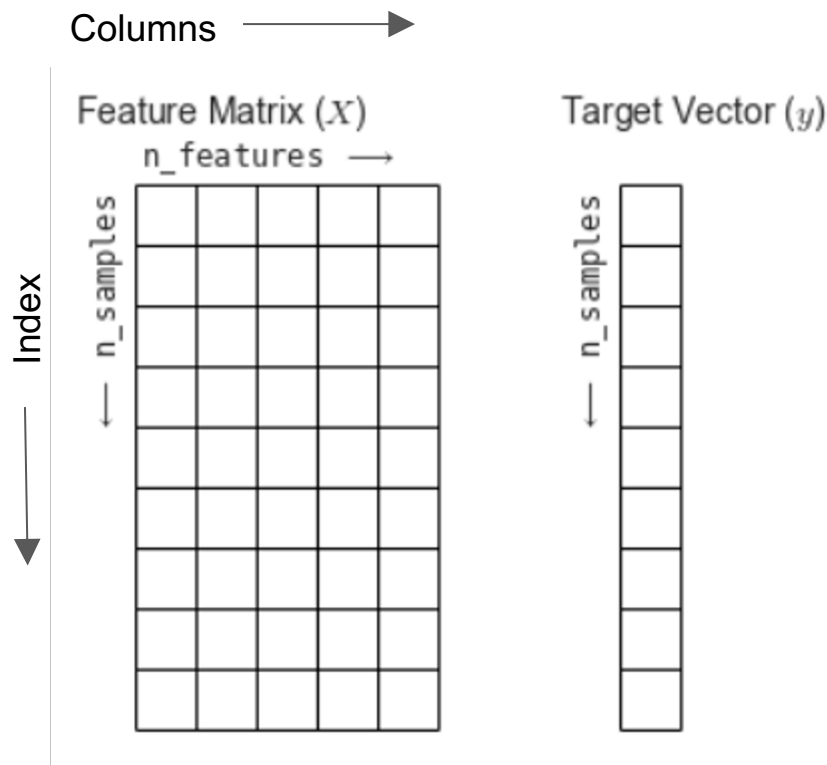 Columns
Feature Matrix (X)
n_features
n_samples
Target Vector (y)
n_samples
Index